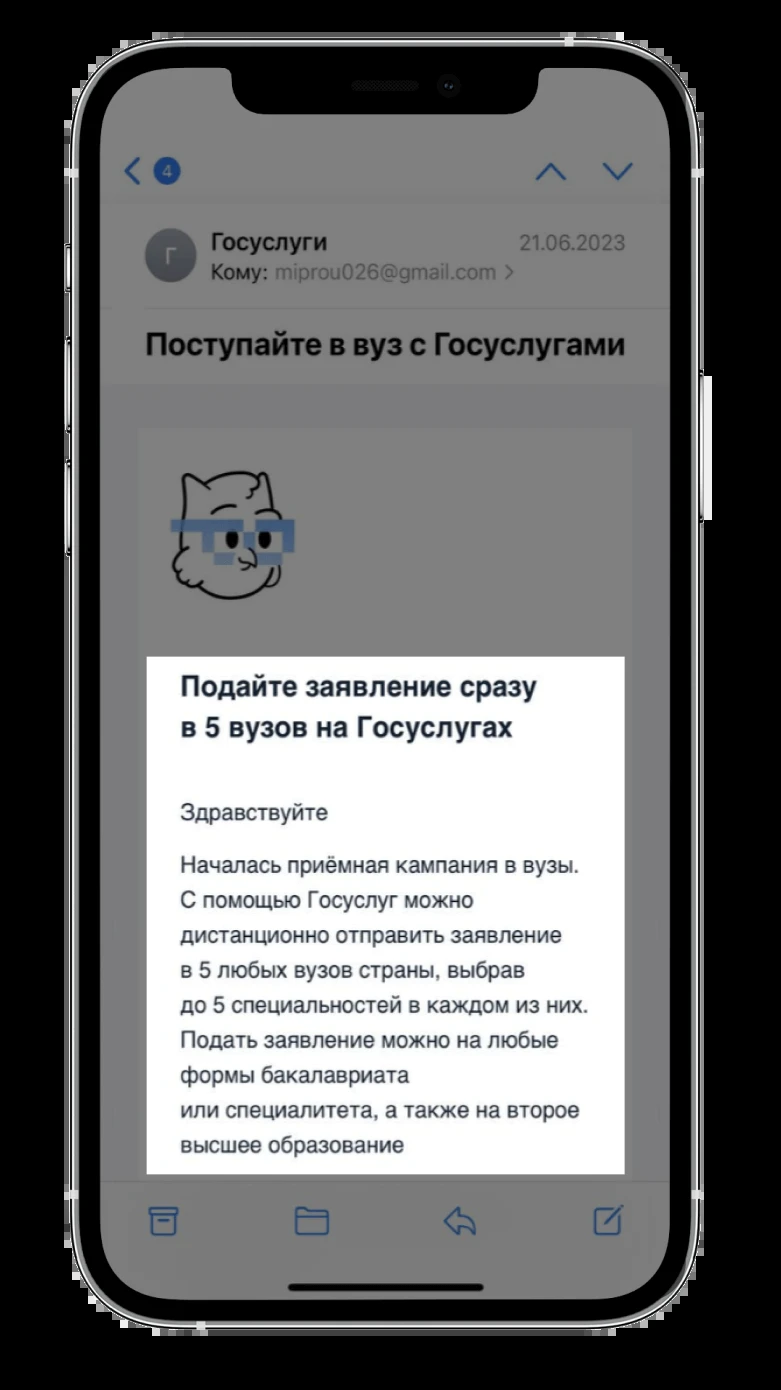 4
Госуслуги
21.06.2023
Г
Кому: miprou026@gmail.com
Поступайте в вуз с Госуслугами
Подайте заявление сразу
в 5 вузов на Госуслугах
Здравствуйте
Началась приёмная кампания в вузы.
С помощью Госуслуг можно
дистанционно отправить заявление
в 5 любых вузов страны, выбрав
до 5 специальностей в каждом из них.
Подать заявление можно на любые
формы бакалавриата
или специалитета, а также на второе
высшее образование